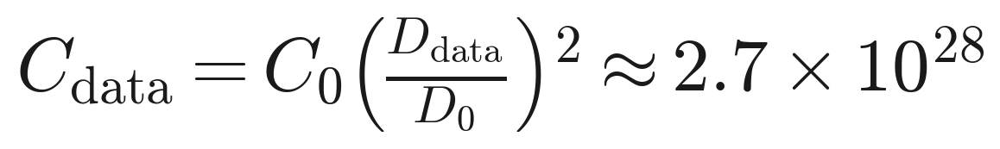 C_data = C_0 (D_data / D_0)^2 ≈ 2.7 × 10^28